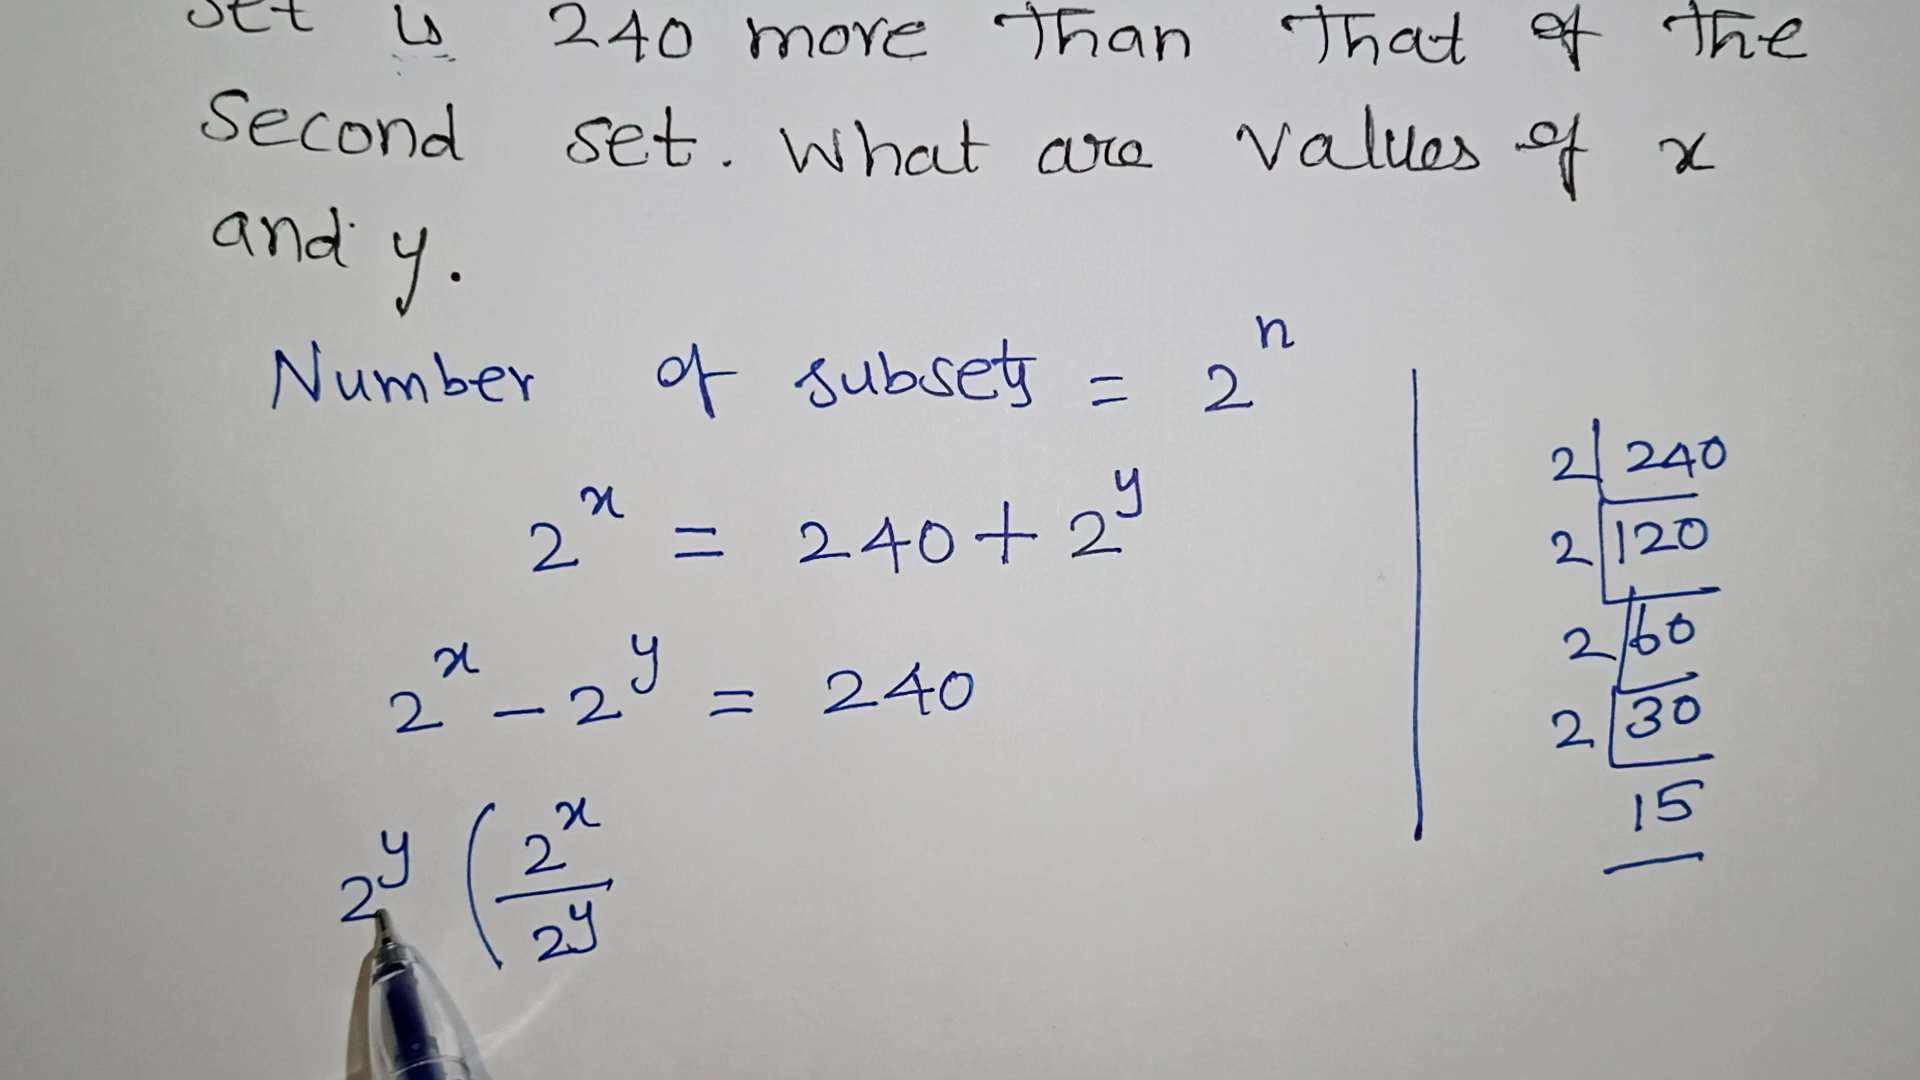 set is 240 more than that of the
second set. What are values of x
and y.
Number of subsets = 2^n
2^x = 240 + 2^y
2^x - 2^y = 240
2^y ( 2^x / 2^y
2 | 240
2 | 120
2 | 60
2 | 30
15